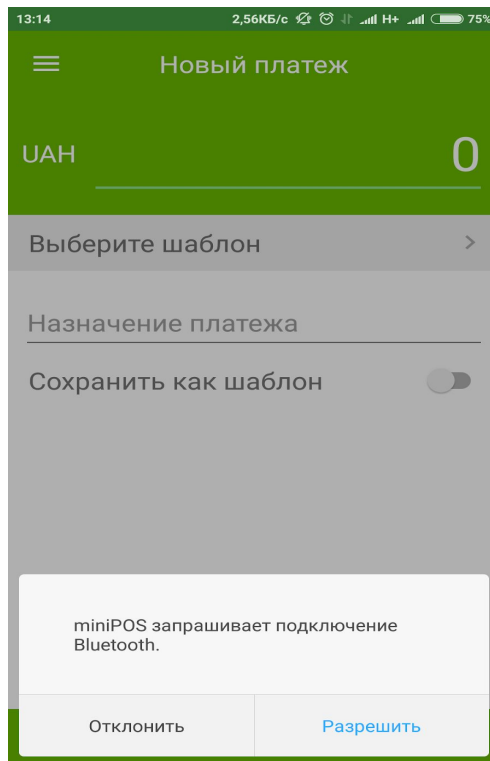 13:14 2,56КБ/с H+ 75%
Новый платеж
UAH 0
Выберите шаблон
Назначение платежа
Сохранить как шаблон
miniPOS запрашивает подключение
Bluetooth.
Отклонить Разрешить